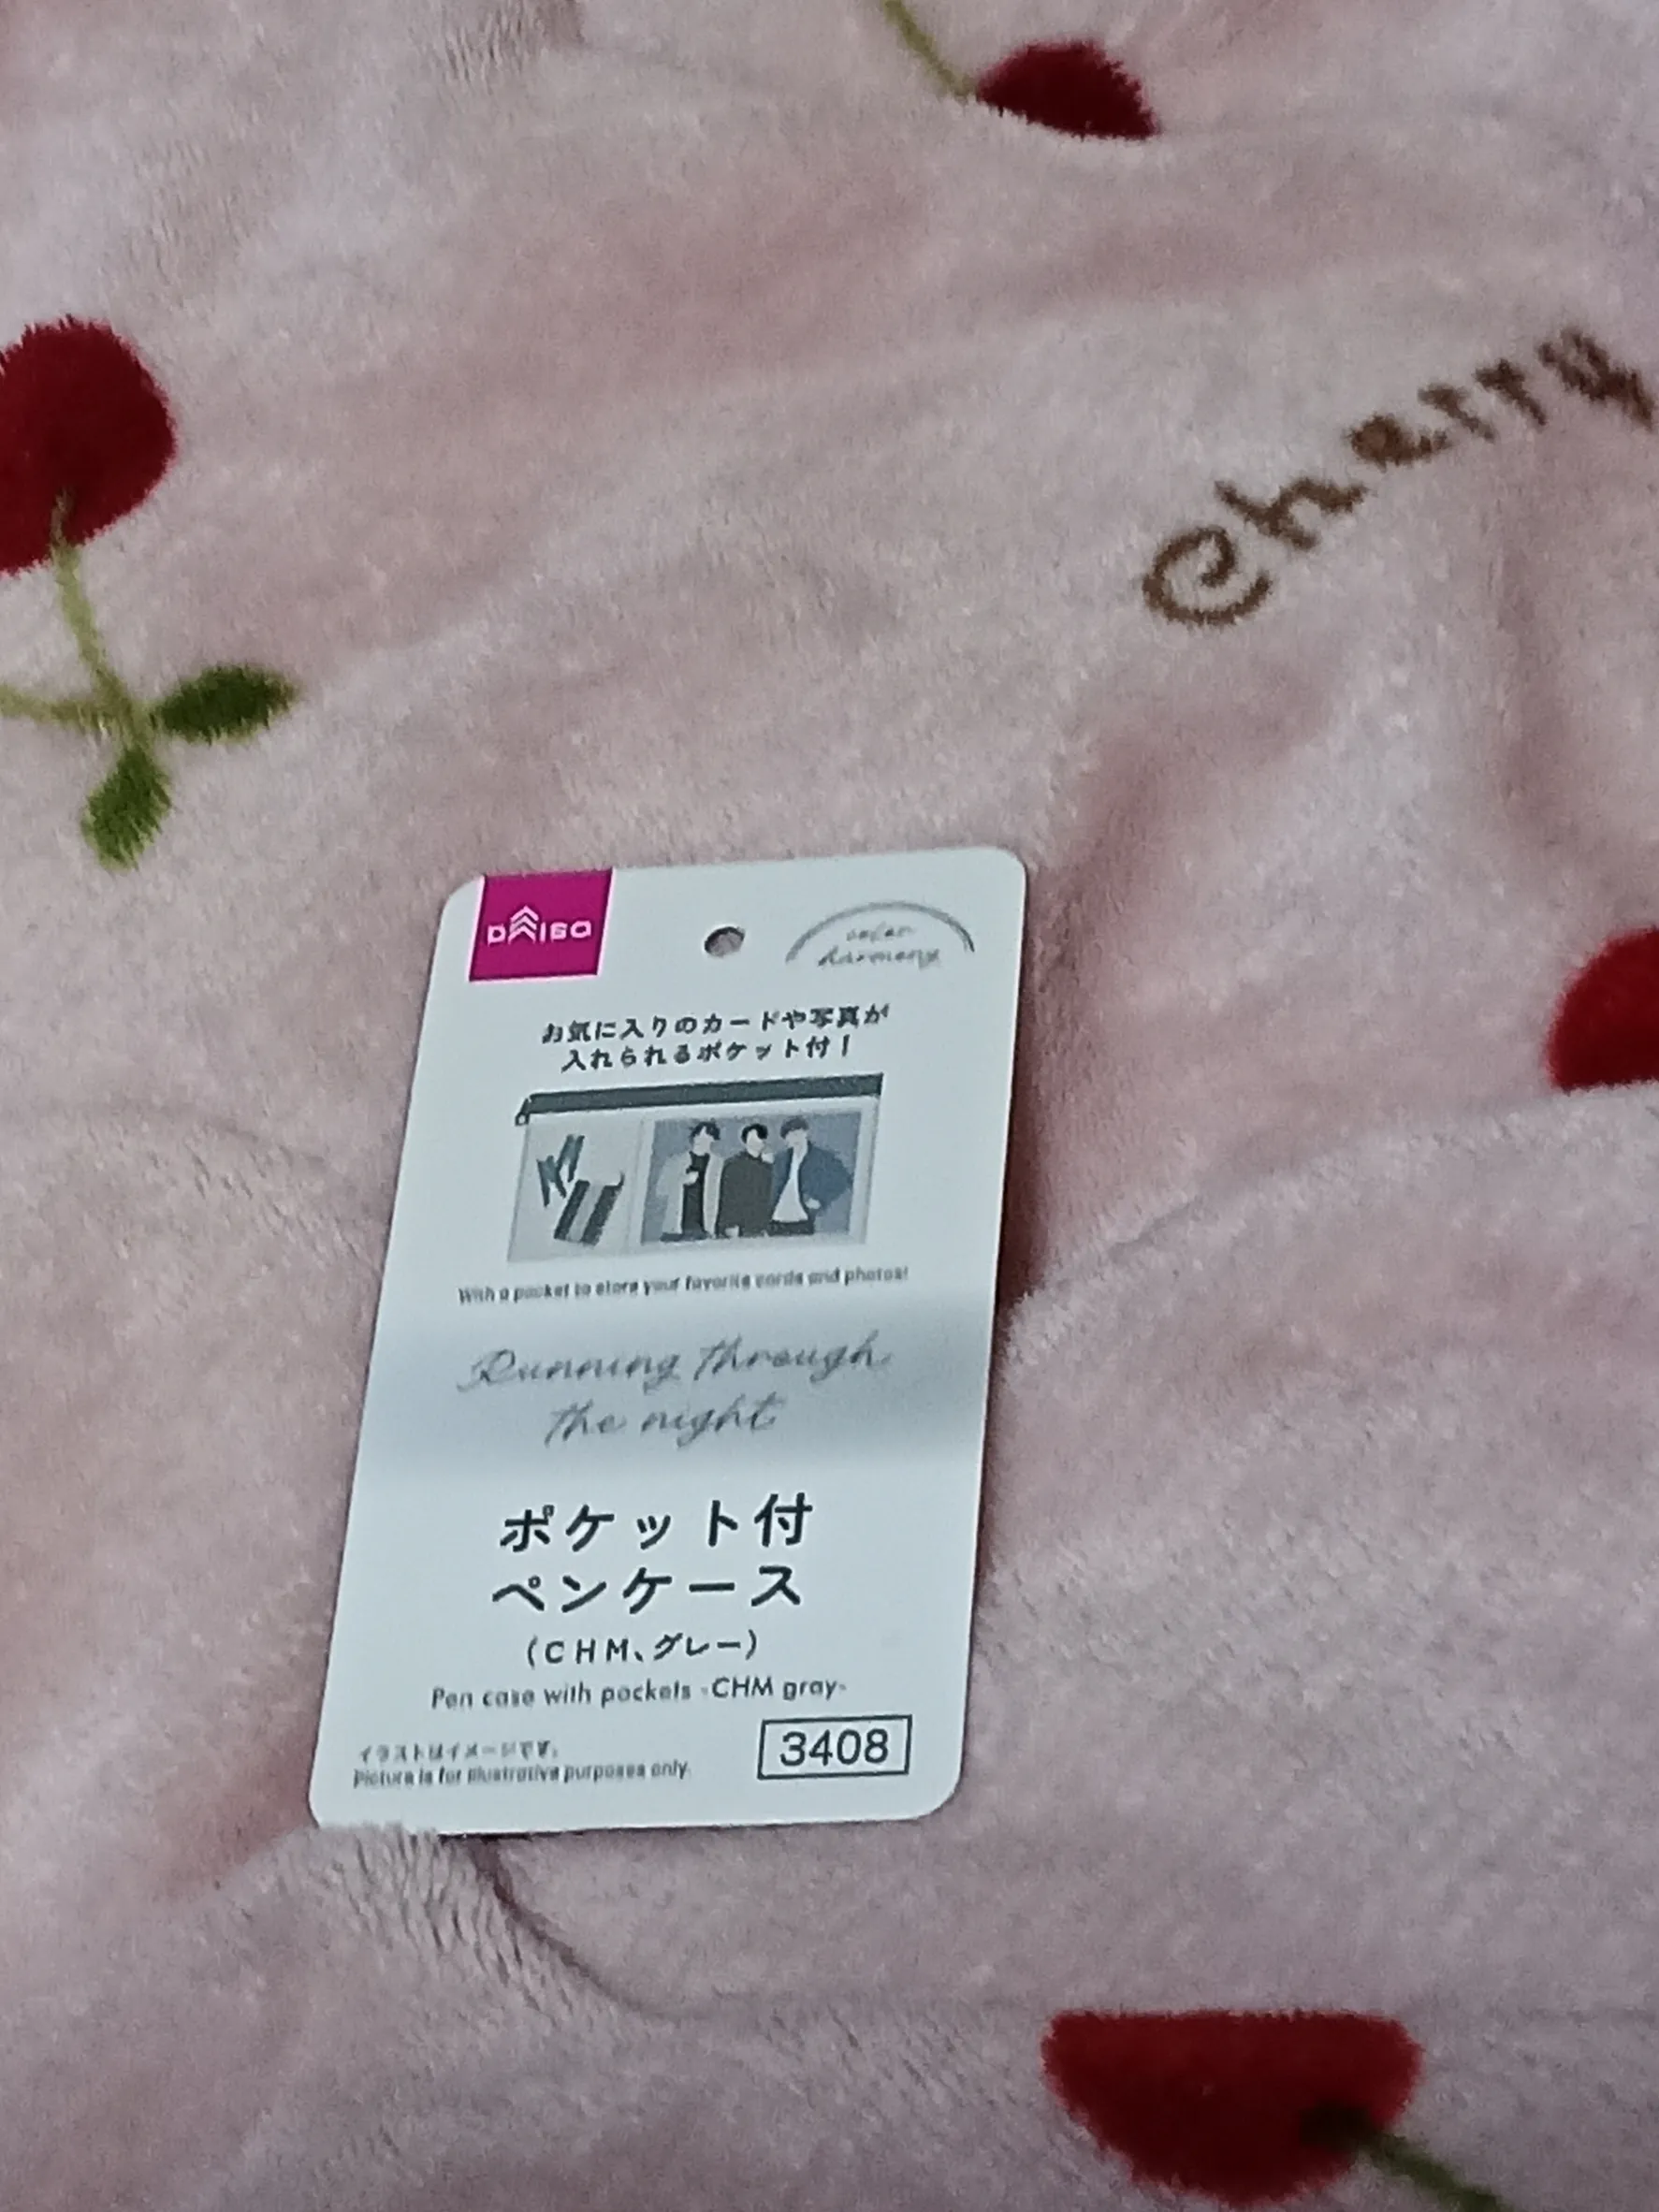 Cherry
DAISO
color
harmony
お気に入りのカードや写真が
入れられるポケット付！
With a pocket to store your favorite cards and photos!
Running through
the night
ポケット付
ペンケース
(CHM、グレー)
Pen case with pockets -CHM gray-
イラストはイメージです。
Picture is for illustrative purposes only.
3408